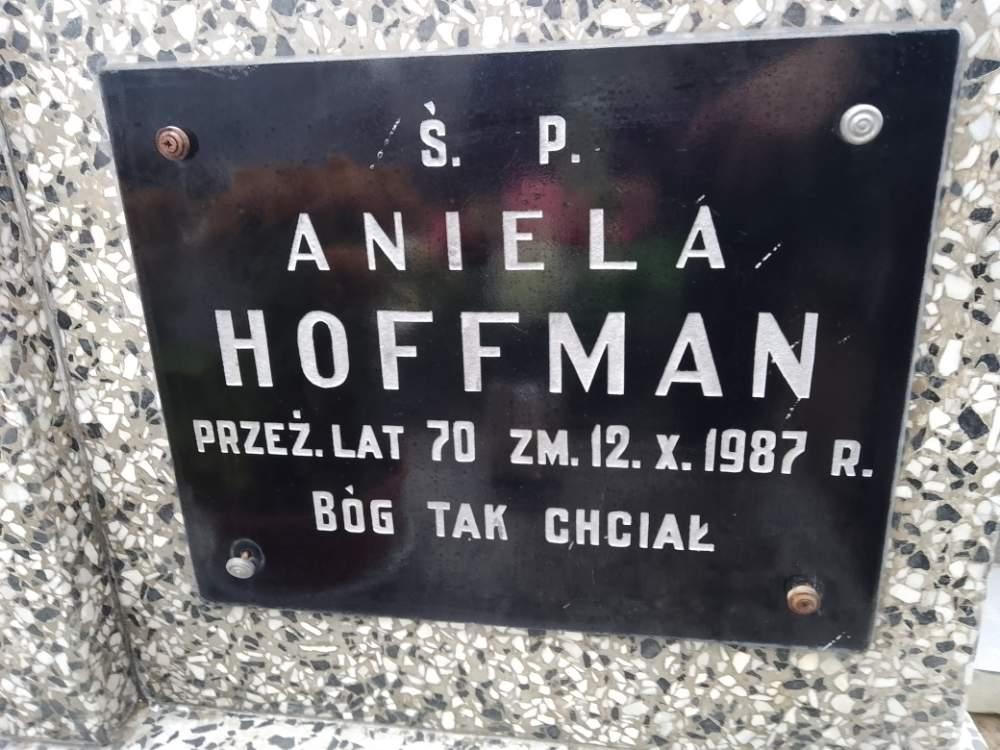 Ś. P.
ANIELA
HOFFMAN
PRZEŻ. LAT 70 ZM. 12. X. 1987 R.
BÓG TAK CHCIAŁ